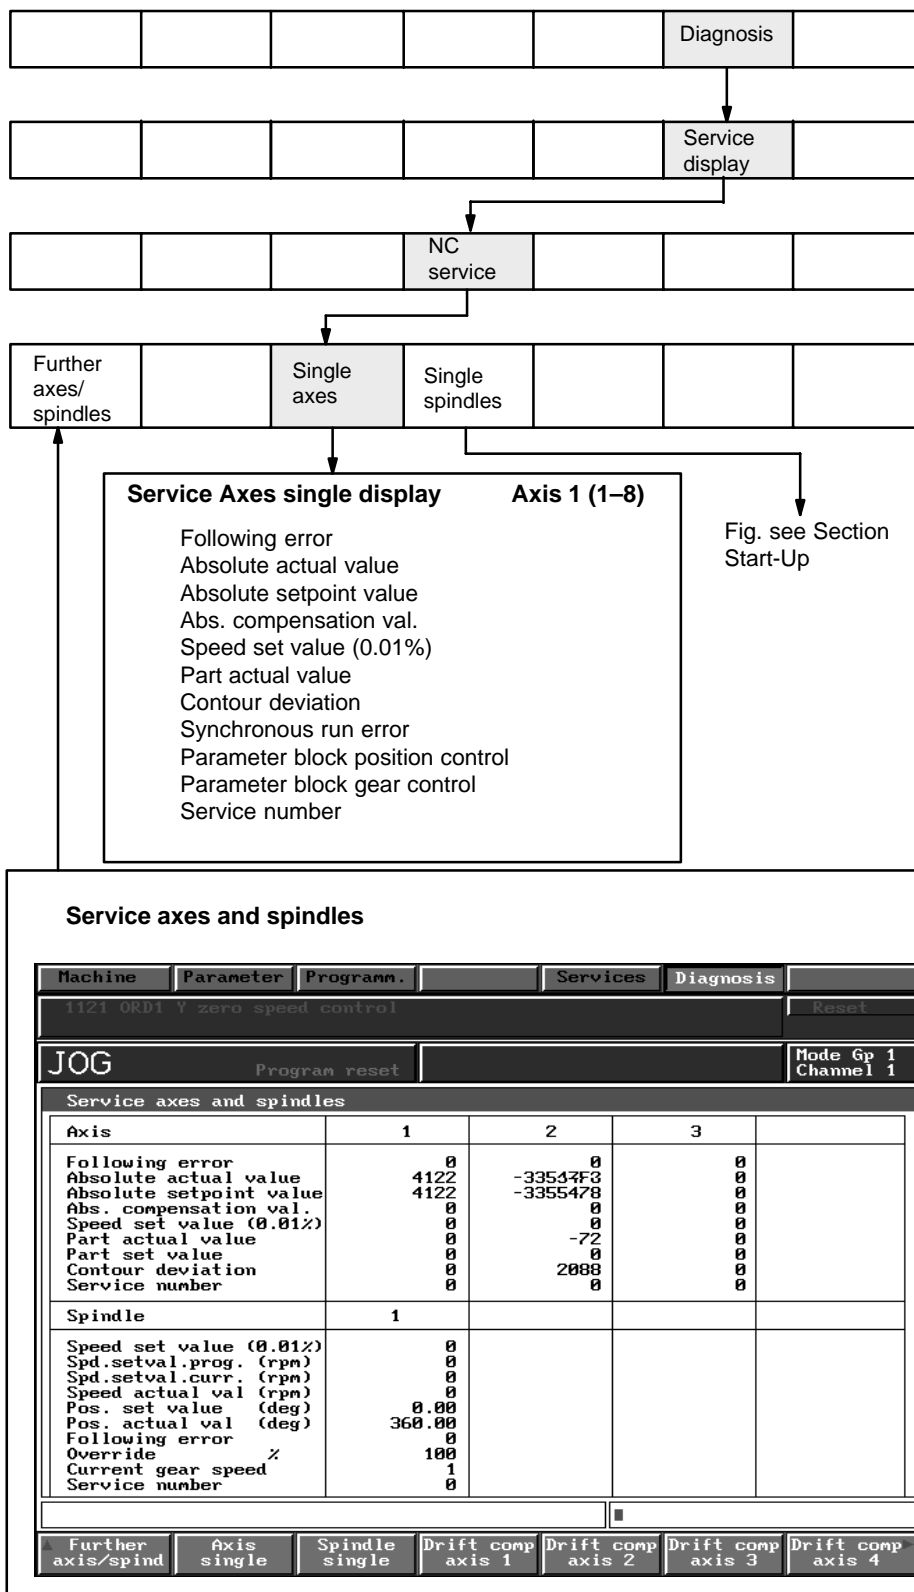 Diagnosis
Service
display
NC
service
Further
axes/
spindles
Single
axes
Single
spindles
Service Axes single display Axis 1 (1–8)
Following error
Absolute actual value
Absolute setpoint value
Abs. compensation val.
Speed set value (0.01%)
Part actual value
Contour deviation
Synchronous run error
Parameter block position control
Parameter block gear control
Service number
Fig. see Section
Start-Up
Service axes and spindles
Machine Parameter Programm. Services Diagnosis
1121 ORD1 Y zero speed control Reset
JOG Program reset Mode Gp 1
Channel 1
Service axes and spindles
Axis 1 2 3
Following error 0 0 0
Absolute actual value 4122 0
Absolute setpoint value 4122 -3355478 0
Abs. compensation val. 0 0 0
Speed set value (0.01%) 0 0 0
Part actual value 0 -72 0
Part set value 0 0 0
Contour deviation 0 2088 0
Service number 0 0 0
Spindle 1
Speed set value (0.01%) 0
Spd.setval.prog. (rpm) 0
Spd.setval.curr. (rpm) 0
Speed actual val (rpm) 0
Pos. set value (deg) 0.00
Pos. actual val (deg) 360.00
Following error 0
Override % 100
Current gear speed 1
Service number 0
Further
axis/spind
Axis
single
Spindle
single
Drift comp
axis 1
Drift comp
axis 2
Drift comp
axis 3
Drift comp
axis 4